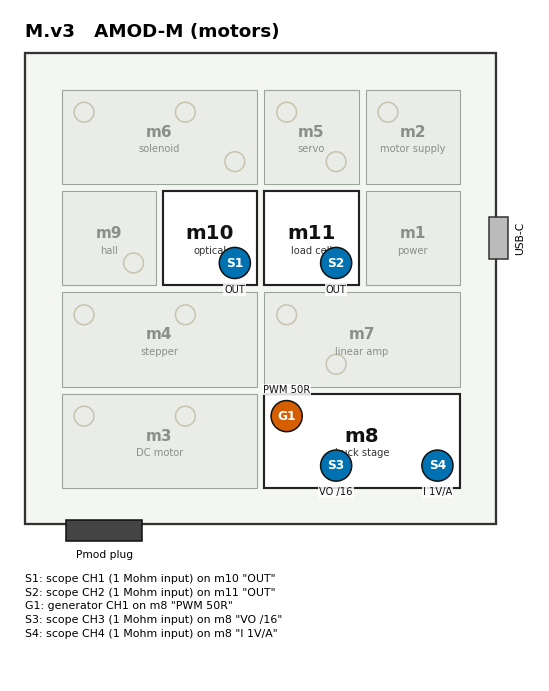 M.v3 AMOD-M (motors)
m6
solenoid
m5
servo
m2
motor supply
m9
hall
m10
optical
S1
OUT
m11
load cell
S2
OUT
m1
power
USB-C
m4
stepper
m7
linear amp
m3
DC motor
PWM 50R
G1
m8
buck stage
S3
VO /16
S4
I 1V/A
Pmod plug
S1: scope CH1 (1 Mohm input) on m10 "OUT"
S2: scope CH2 (1 Mohm input) on m11 "OUT"
G1: generator CH1 on m8 "PWM 50R"
S3: scope CH3 (1 Mohm input) on m8 "VO /16"
S4: scope CH4 (1 Mohm input) on m8 "I 1V/A"